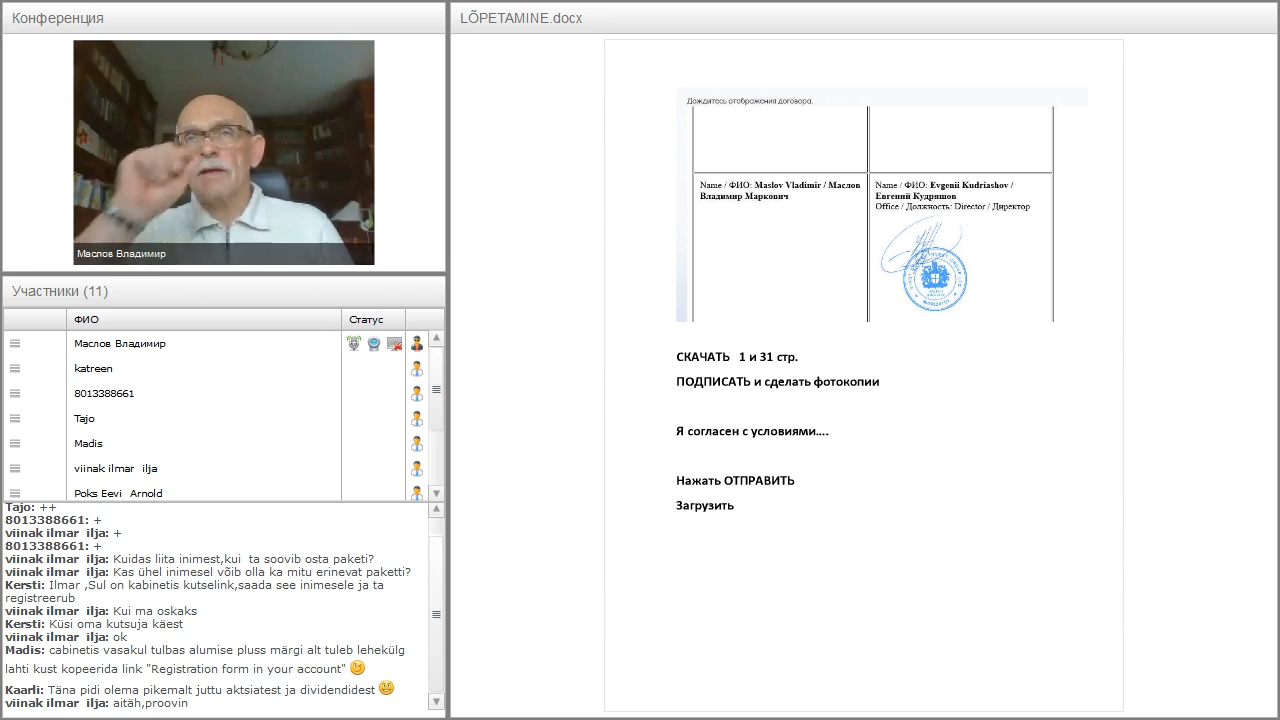 Конференция
Маслов Владимир
Участники (11)
ФИО
Статус
Маслов Владимир
katreen
8013388661
Tajo
Madis
viinak ilmar ilja
Poks Eevi Arnold
Tajo: ++
8013388661: +
viinak ilmar ilja: +
8013388661: +
viinak ilmar ilja: Kuidas liita inimest,kui ta soovib osta paketi?
viinak ilmar ilja: Kas ühel inimesel võib olla ka mitu erinevat paketti?
Kersti: Ilmar ,Sul on kabinetis kutselink,saada see inimesele ja ta
registreerub
viinak ilmar ilja: Kui ma oskaks
Kersti: Küsi oma kutsuja käest
viinak ilmar ilja: ok
Madis: cabinetis vasakul tulbas alumise pluss märgi alt tuleb lehekülg
lahti kust kopeerida link "Registration form in your account"
Kaarli: Täna pidi olema pikemalt juttu aktsiatest ja dividendidest
viinak ilmar ilja: aitäh,proovin
LÕPETAMINE.docx
Дождитесь отображения договора.
Name / ФИО: Maslov Vladimir / Маслов
Владимир Маркович
Name / ФИО: Evgenii Kudriashov /
Евгений Кудряшов
Office / Должность: Director / Директор
СКАЧАТЬ 1 и 31 стр.
ПОДПИСАТЬ и сделать фотокопии
Я согласен с условиями....
Нажать ОТПРАВИТЬ
Загрузить